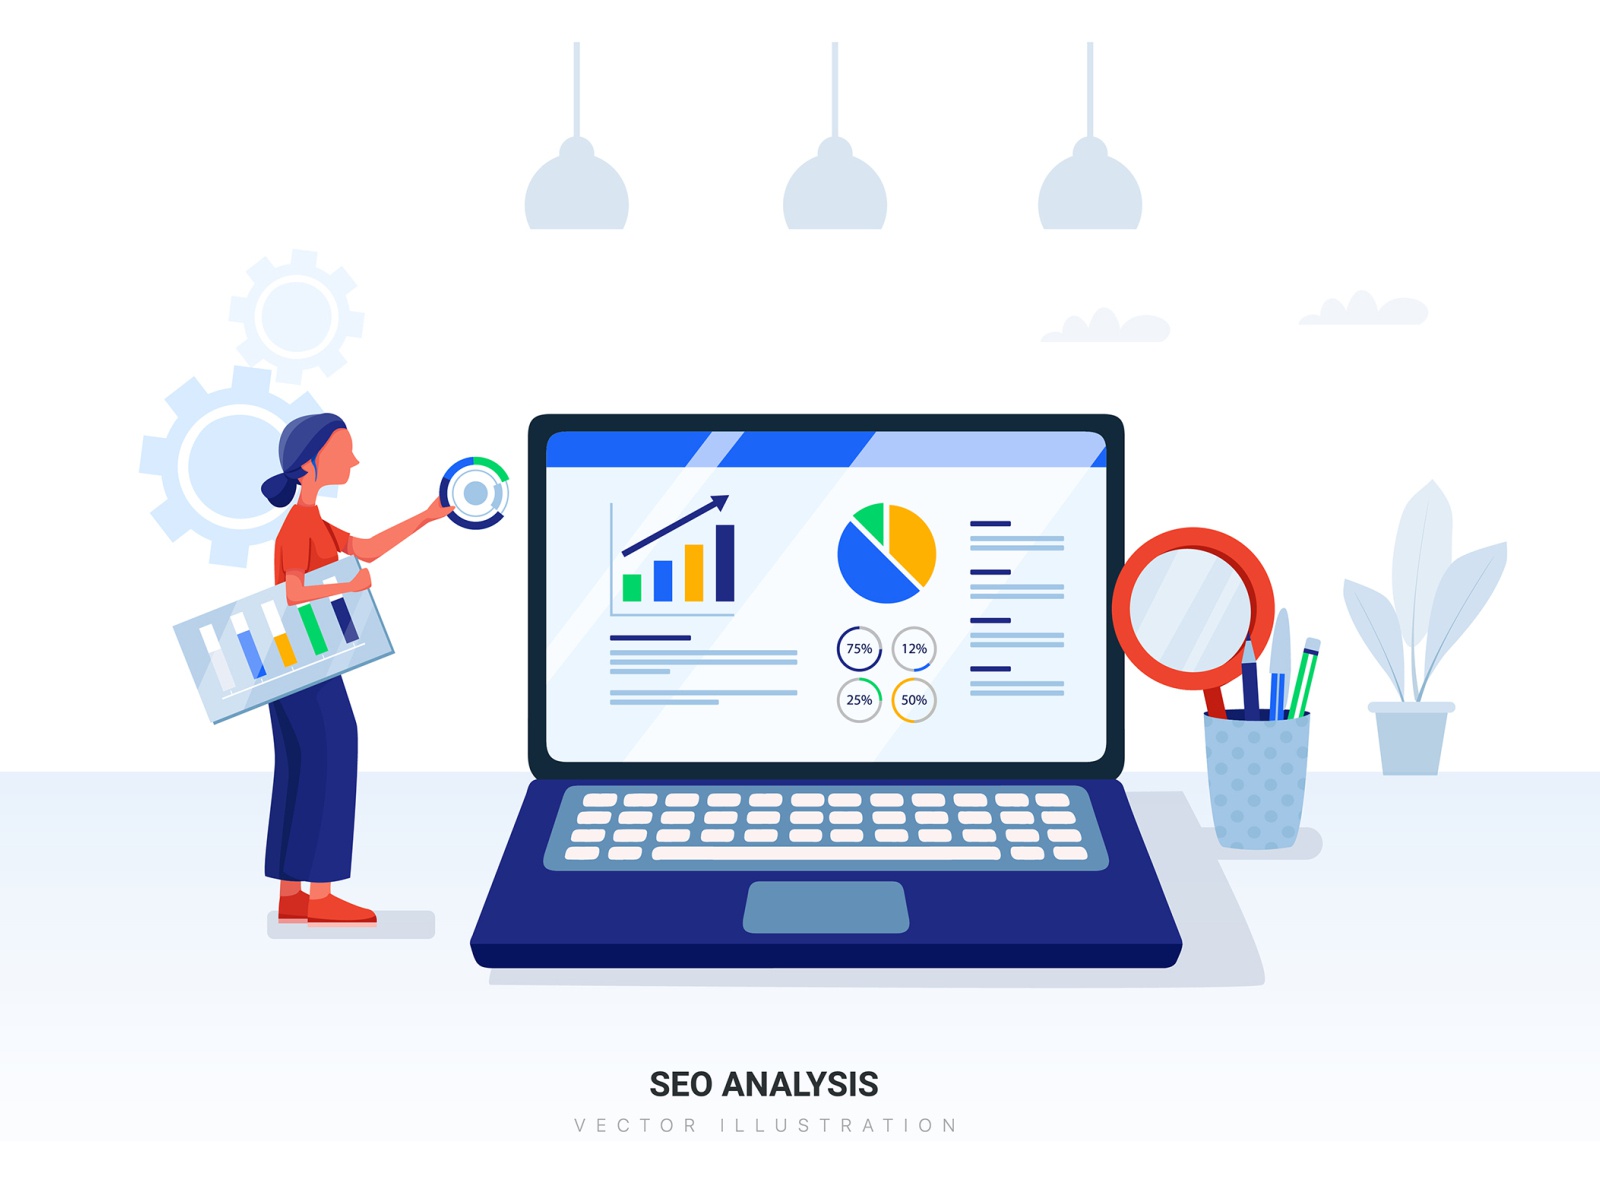 75% 12%
25% 50%
SEO ANALYSIS
VECTOR ILLUSTRATION